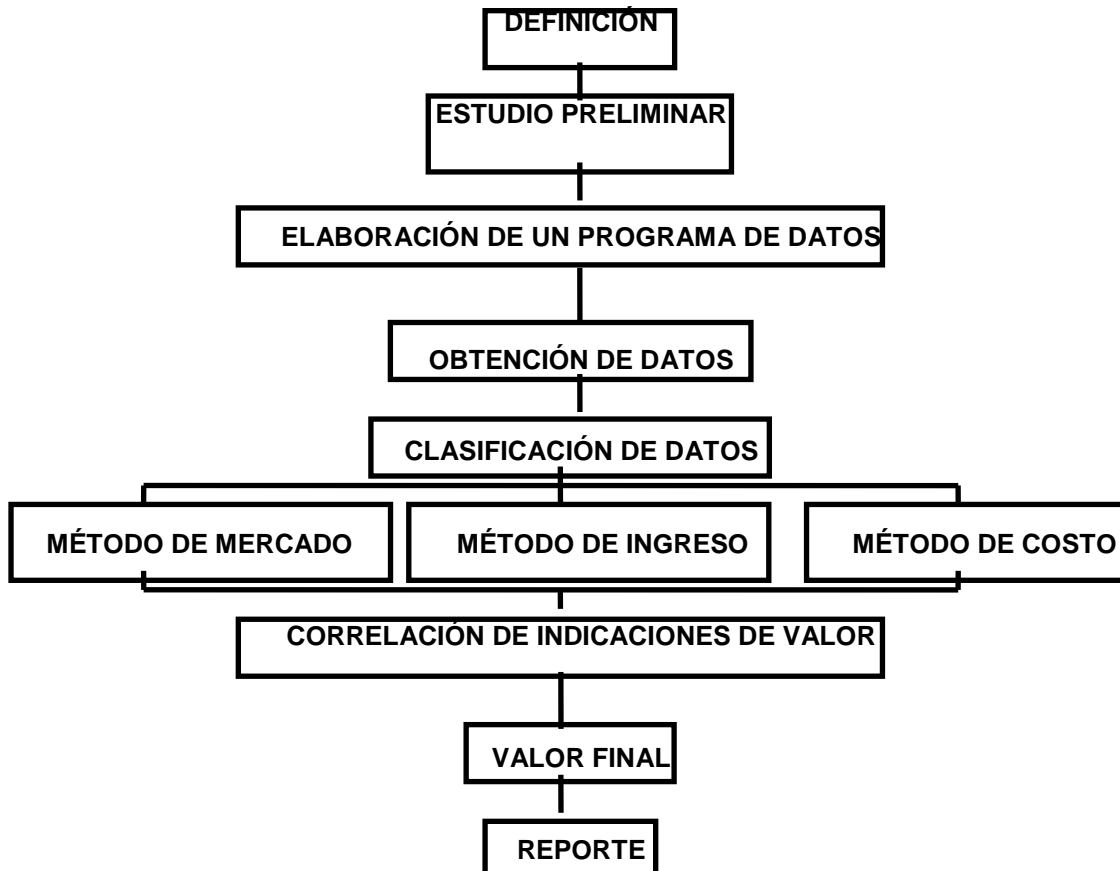 DEFINICIÓN
ESTUDIO PRELIMINAR
ELABORACIÓN DE UN PROGRAMA DE DATOS
OBTENCIÓN DE DATOS
CLASIFICACIÓN DE DATOS
MÉTODO DE MERCADO
MÉTODO DE INGRESO
MÉTODO DE COSTO
CORRELACIÓN DE INDICACIONES DE VALOR
VALOR FINAL
REPORTE